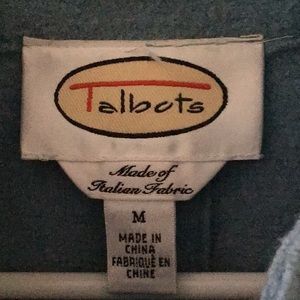 Talbots
Made of
Italian Fabric
M
MADE IN
CHINA
FABRIQUÉ EN
CHINE